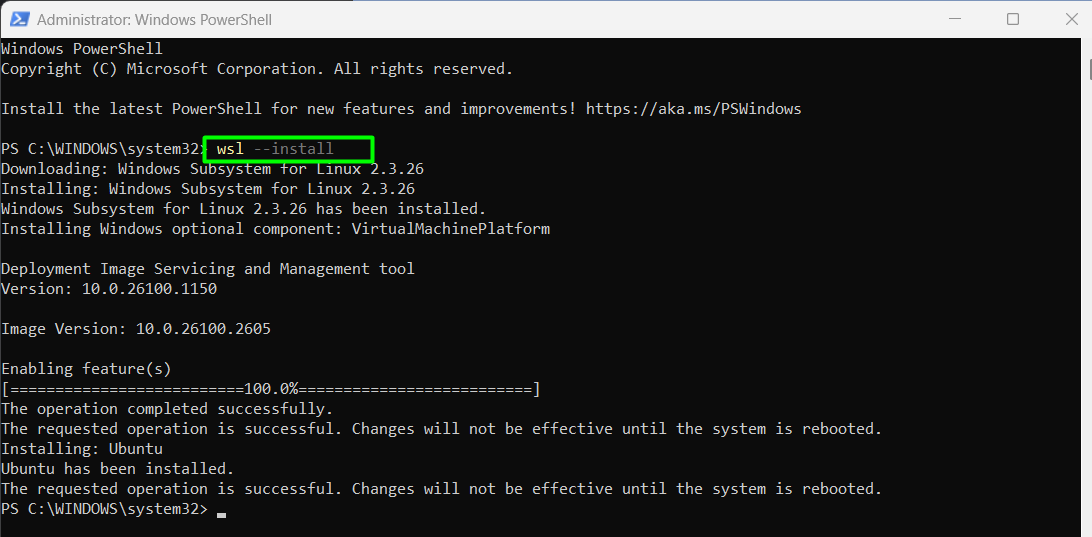 Administrator: Windows PowerShell
Windows PowerShell
Copyright (C) Microsoft Corporation. All rights reserved.
Install the latest PowerShell for new features and improvements! https://aka.ms/PSWindows
PS C:\WINDOWS\system32> wsl --install
Downloading: Windows Subsystem for Linux 2.3.26
Installing: Windows Subsystem for Linux 2.3.26
Windows Subsystem for Linux 2.3.26 has been installed.
Installing Windows optional component: VirtualMachinePlatform
Deployment Image Servicing and Management tool
Version: 10.0.26100.1150
Image Version: 10.0.26100.2605
Enabling feature(s)
[==========================100.0%==========================]
The operation completed successfully.
The requested operation is successful. Changes will not be effective until the system is rebooted.
Installing: Ubuntu
Ubuntu has been installed.
The requested operation is successful. Changes will not be effective until the system is rebooted.
PS C:\WINDOWS\system32> _